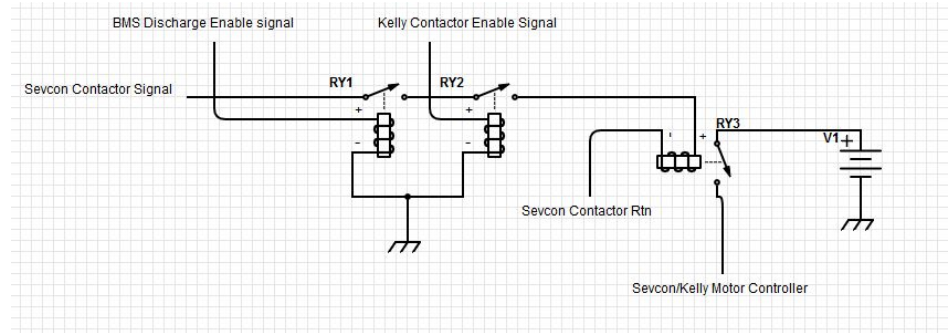 BMS Discharge Enable signal
Kelly Contactor Enable Signal
Sevcon Contactor Signal
RY1
RY2
+
-
+
-
-
+
RY3
V1
+
Sevcon Contactor Rtn
Sevcon/Kelly Motor Controller